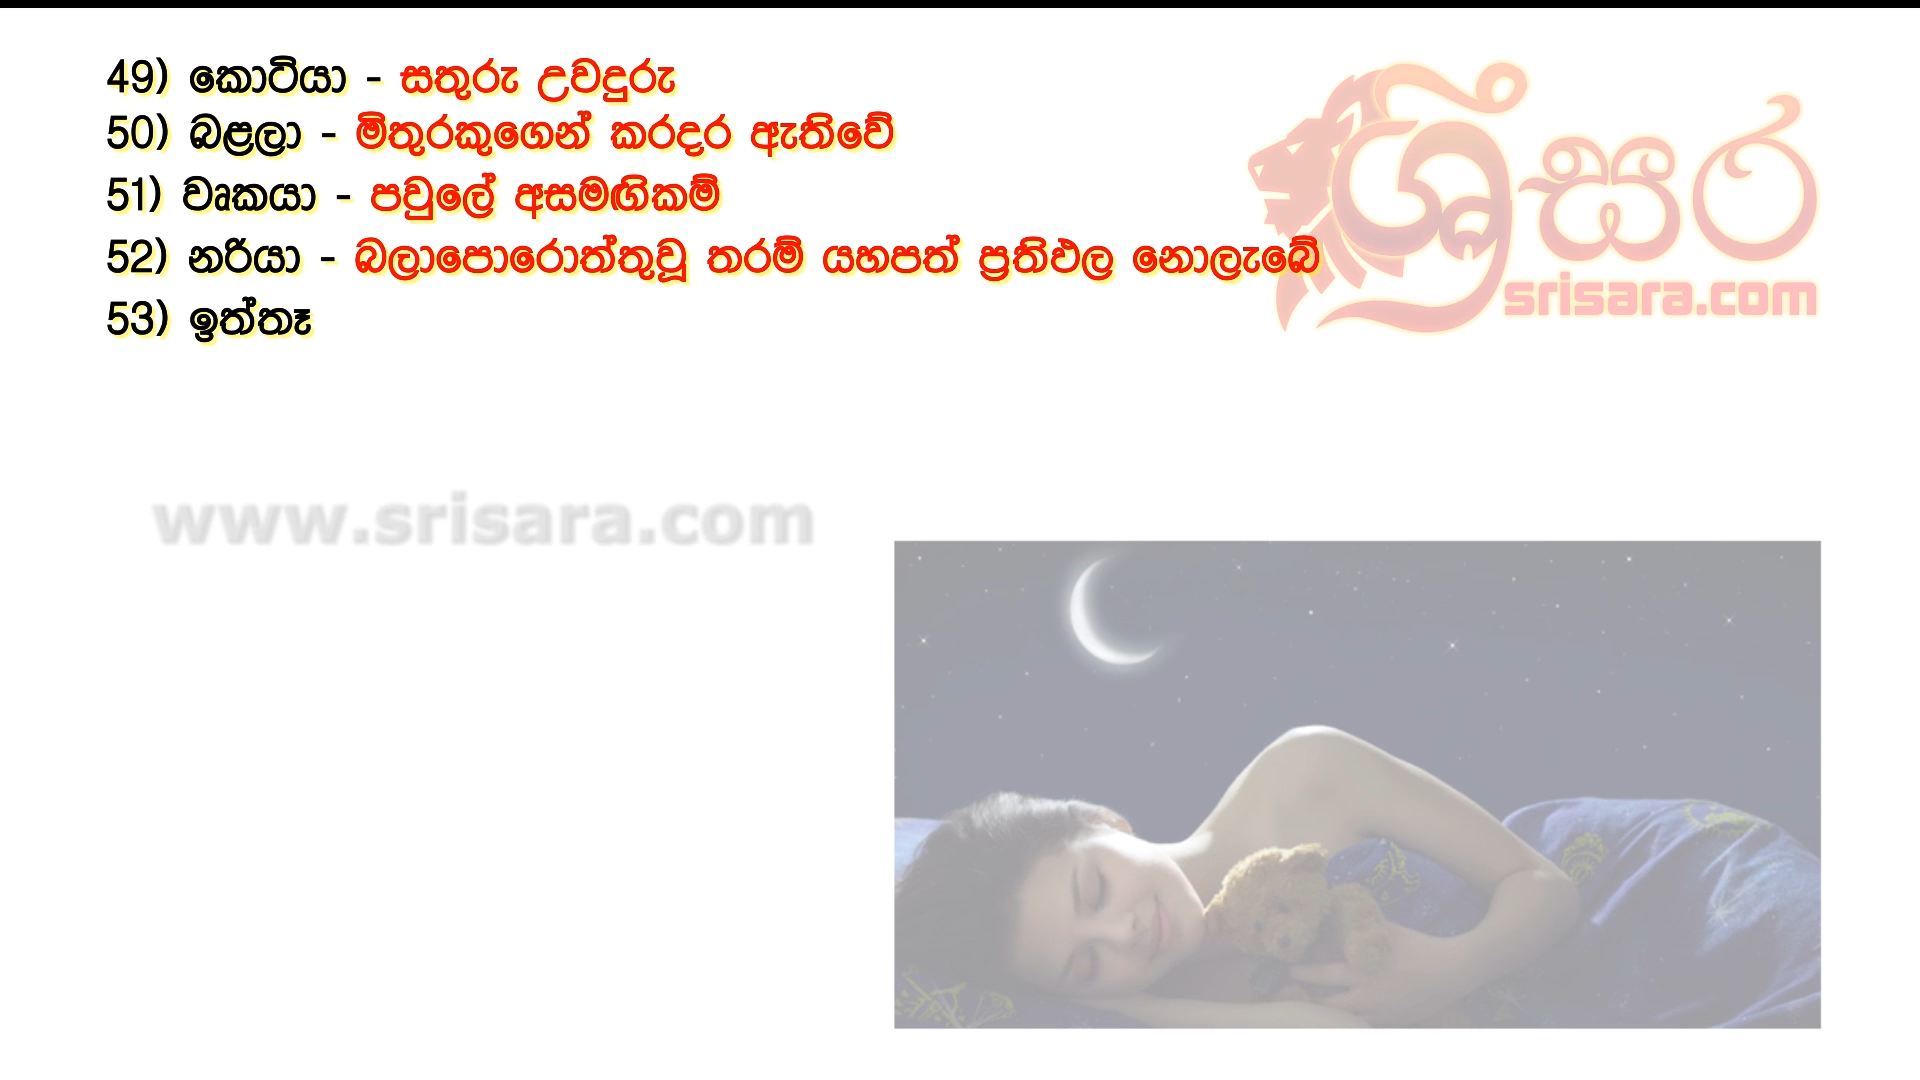 49) කොටියා - සතුරු උවදුරු
50) බළලා - මිතුරකුගෙන් කරදර ඇතිවේ
51) වෘකයා - පවුලේ අසමඟිකම්
52) නරියා - බලාපොරොත්තුවූ තරම් යහපත් ප්‍රතිඵල නොලැබේ
53) ඉත්තෑ
ශ්‍රීසර
srisara.com
www.srisara.com